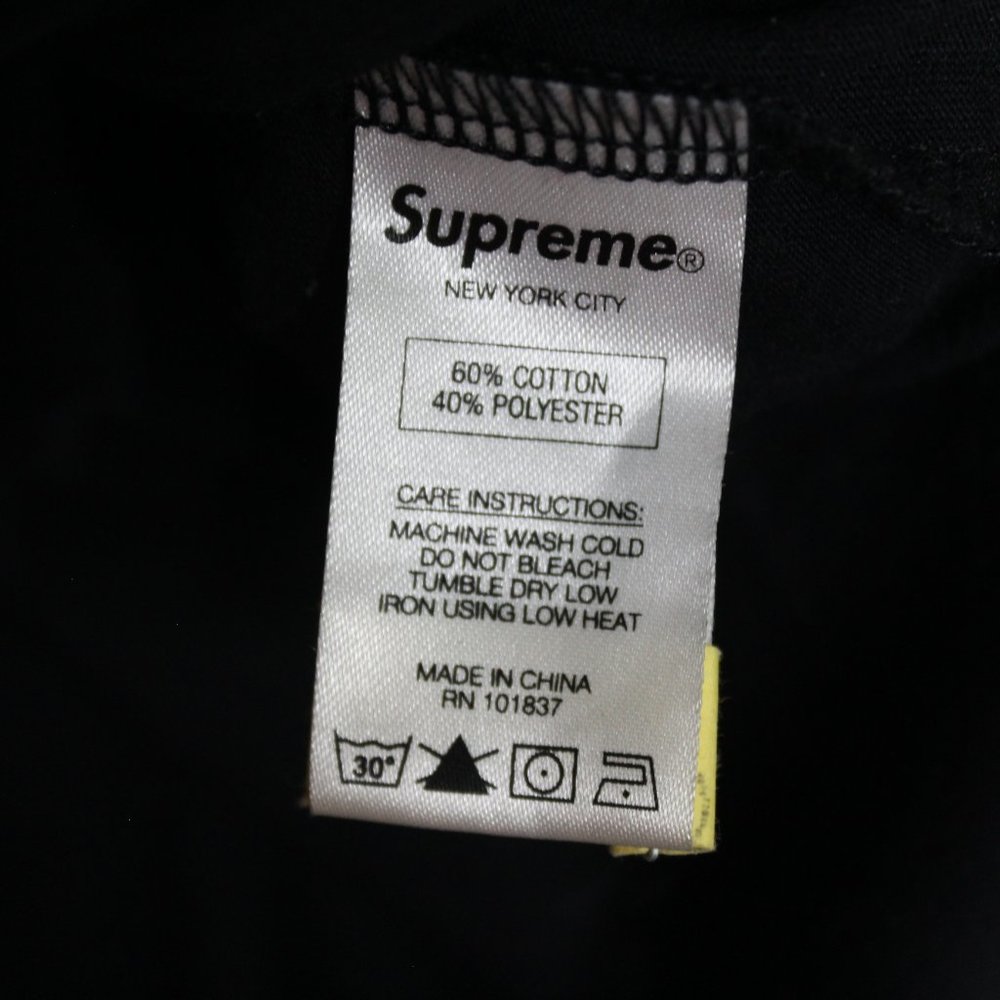 Supreme®
NEW YORK CITY
60% COTTON
40% POLYESTER
CARE INSTRUCTIONS:
MACHINE WASH COLD
DO NOT BLEACH
TUMBLE DRY LOW
IRON USING LOW HEAT
MADE IN CHINA
RN 101837
30°